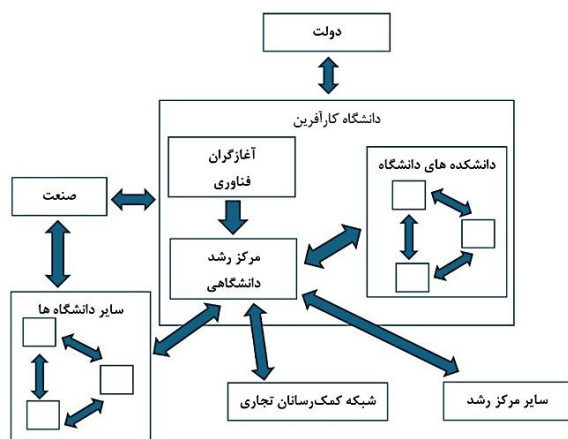 دولت
دانشگاه کارآفرین
آغازگران
فناوری
دانشکده های دانشگاه
صنعت
مرکز رشد
دانشگاهی
سایر دانشگاه ها
شبکه کمک‌رسانان تجاری
سایر مرکز رشد